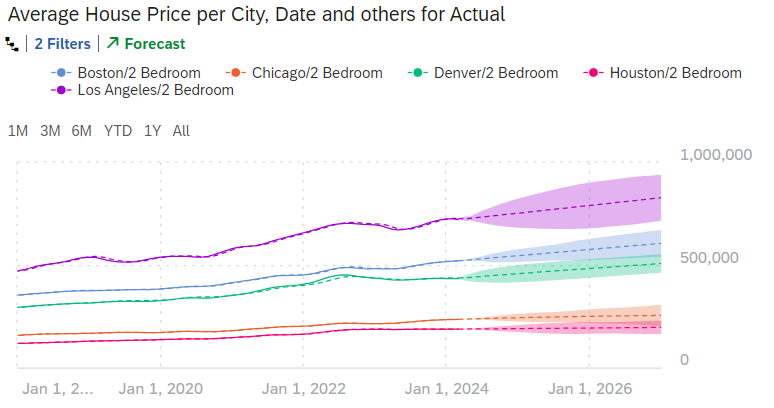 Average House Price per City, Date and others for Actual
2 Filters Forecast
Boston/2 Bedroom Chicago/2 Bedroom Denver/2 Bedroom Houston/2 Bedroom
Los Angeles/2 Bedroom
1M 3M 6M YTD 1Y All
1,000,000
500,000
0
Jan 1, 2... Jan 1, 2020 Jan 1, 2022 Jan 1, 2024 Jan 1, 2026